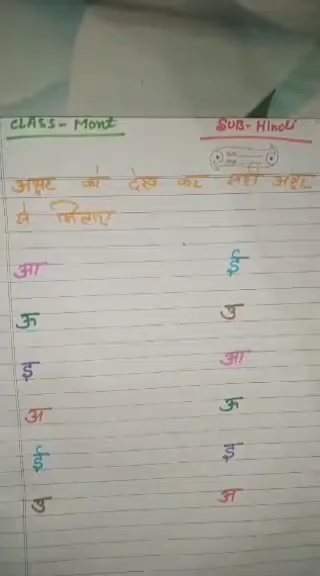 CLASS- Mont SUB- Hindi
अक्षर को देख कर सही अक्षर
से मिलाए
आ ई
ऊ उ
इ आ
अ ऊ
ई इ
उ अ